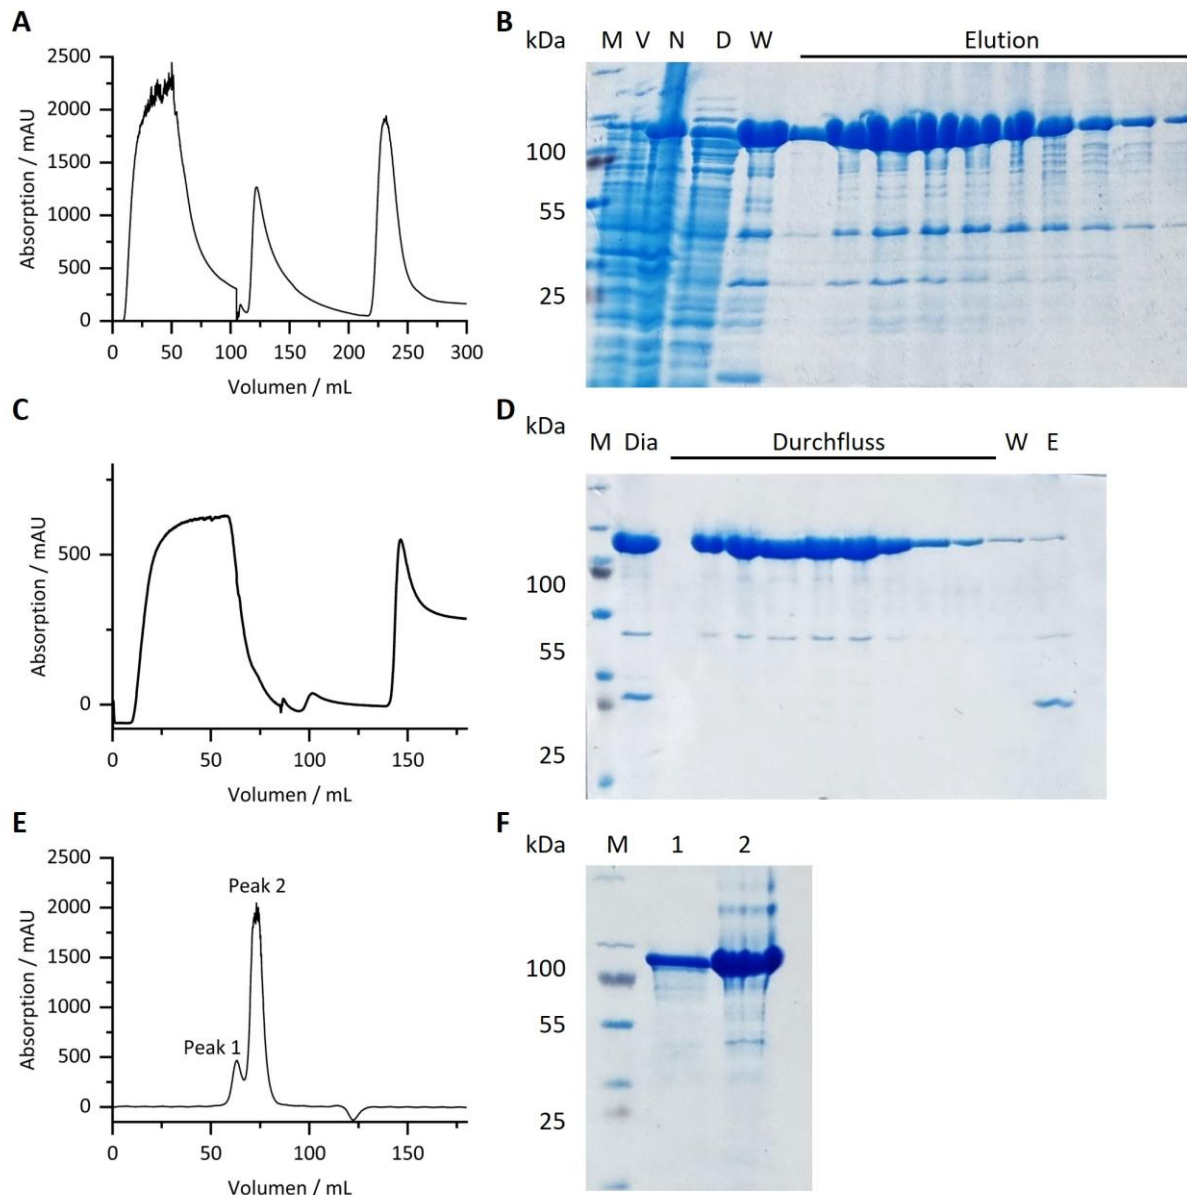 A
2500
2000
1500
1000
500
0
Absorption / mAU
0 50 100 150 200 250 300
Volumen / mL
B
kDa M V N D W Elution
100
55
25
C
500
0
Absorption / mAU
0 50 100 150
Volumen / mL
D
kDa
M Dia Durchfluss W E
100
55
25
E
2500
2000
1500
1000
500
0
Absorption / mAU
Peak 2
Peak 1
0 50 100 150
Volumen / mL
F
kDa M 1 2
100
55
25